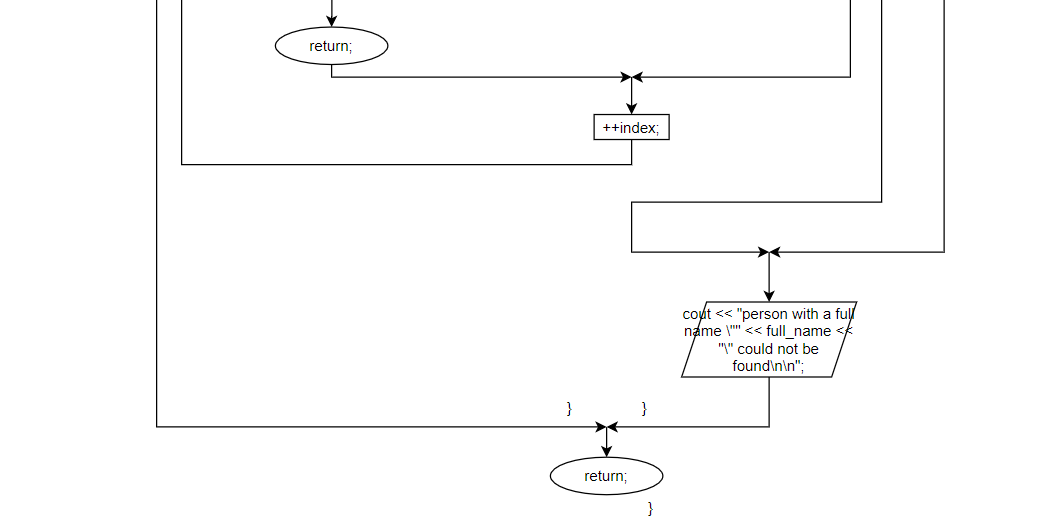 return;
++index;
cout << "person with a full
name \"" << full_name <<
"\" could not be
found\n\n";
} }
return;
}